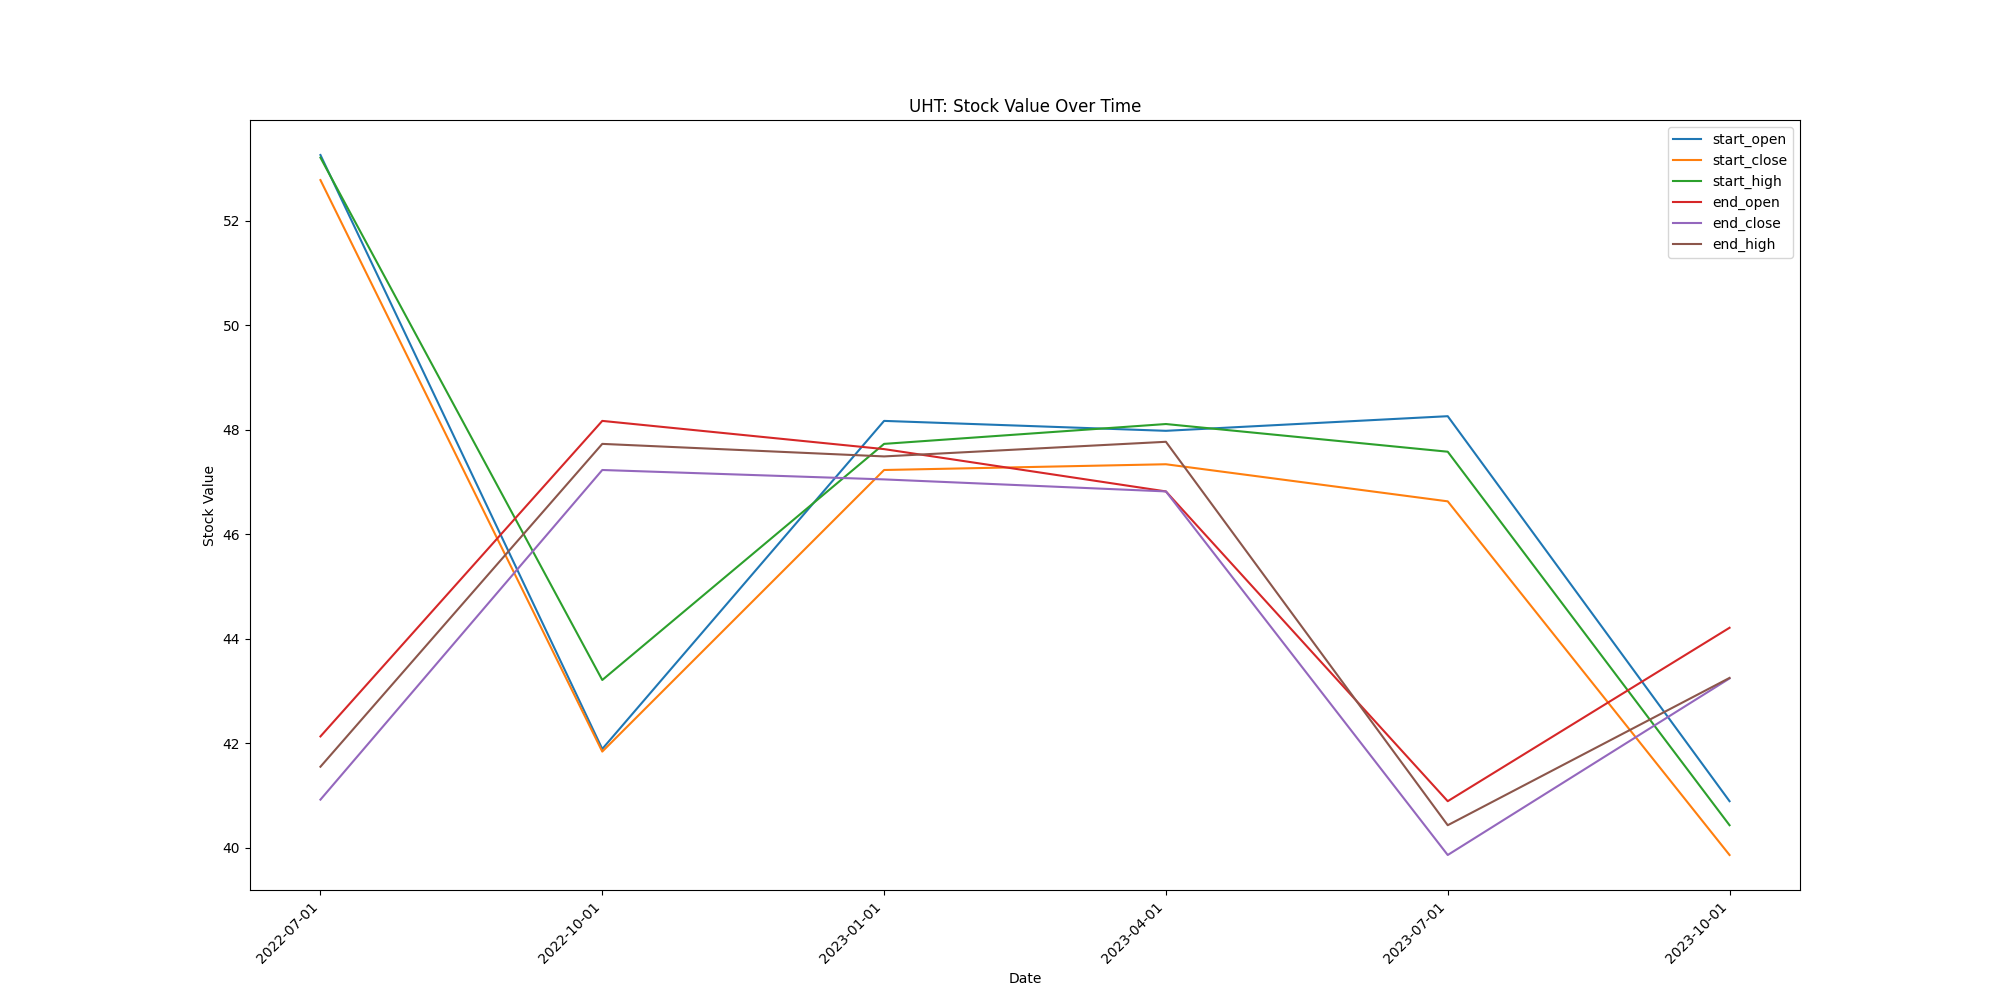 UHT: Stock Value Over Time
start_open
start_close
start_high
end_open
end_close
end_high
Stock Value
52
50
48
46
44
42
40
2022-07-01
2022-10-01
2023-01-01
2023-04-01
2023-07-01
2023-10-01
Date